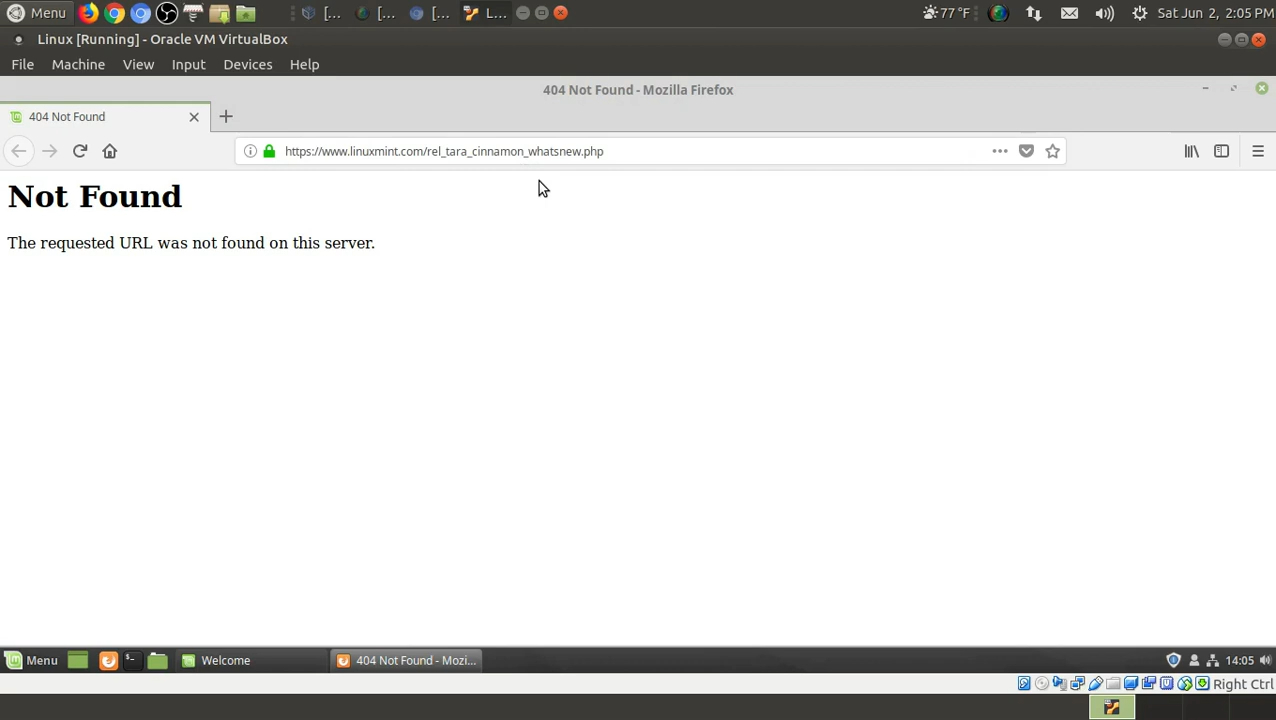 Menu [... [... [... L... 77 °F Sat Jun 2, 2:05 PM
Linux [Running] - Oracle VM VirtualBox
File Machine View Input Devices Help
404 Not Found - Mozilla Firefox
404 Not Found
https://www.linuxmint.com/rel_tara_cinnamon_whatsnew.php
Not Found
The requested URL was not found on this server.
Menu Welcome 404 Not Found - Mozi... 14:05
Right Ctrl